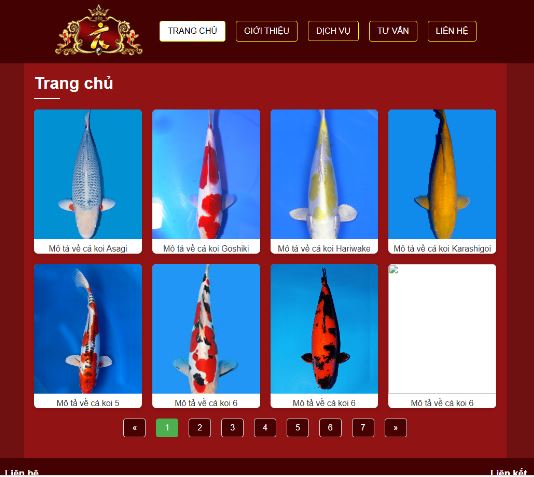 TRANG CHỦ GIỚI THIỆU DỊCH VỤ TƯ VẤN LIÊN HỆ
Trang chủ
Mô tả về cá koi Asagi Mô tả về cá koi Goshiki Mô tả về cá koi Hariwake Mô tả về cá koi Karashigoi
Mô tả về cá koi 5 Mô tả về cá koi 6 Mô tả về cá koi 6 Mô tả về cá koi 6
« 1 2 3 4 5 6 7 »
Liên hệ Liên kết